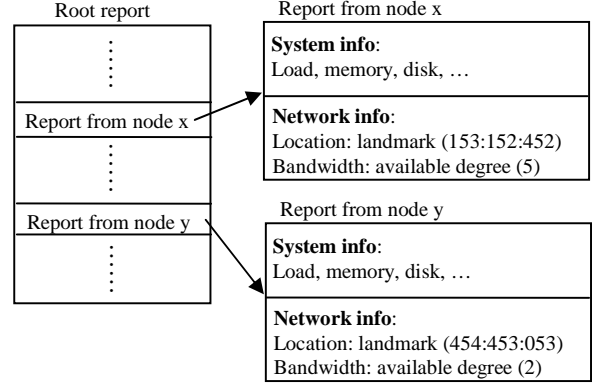 Root report
Report from node x
Report from node y
Report from node x
System info:
Load, memory, disk, …
Network info:
Location: landmark (153:152:452)
Bandwidth: available degree (5)
Report from node y
System info:
Load, memory, disk, …
Network info:
Location: landmark (454:453:053)
Bandwidth: available degree (2)